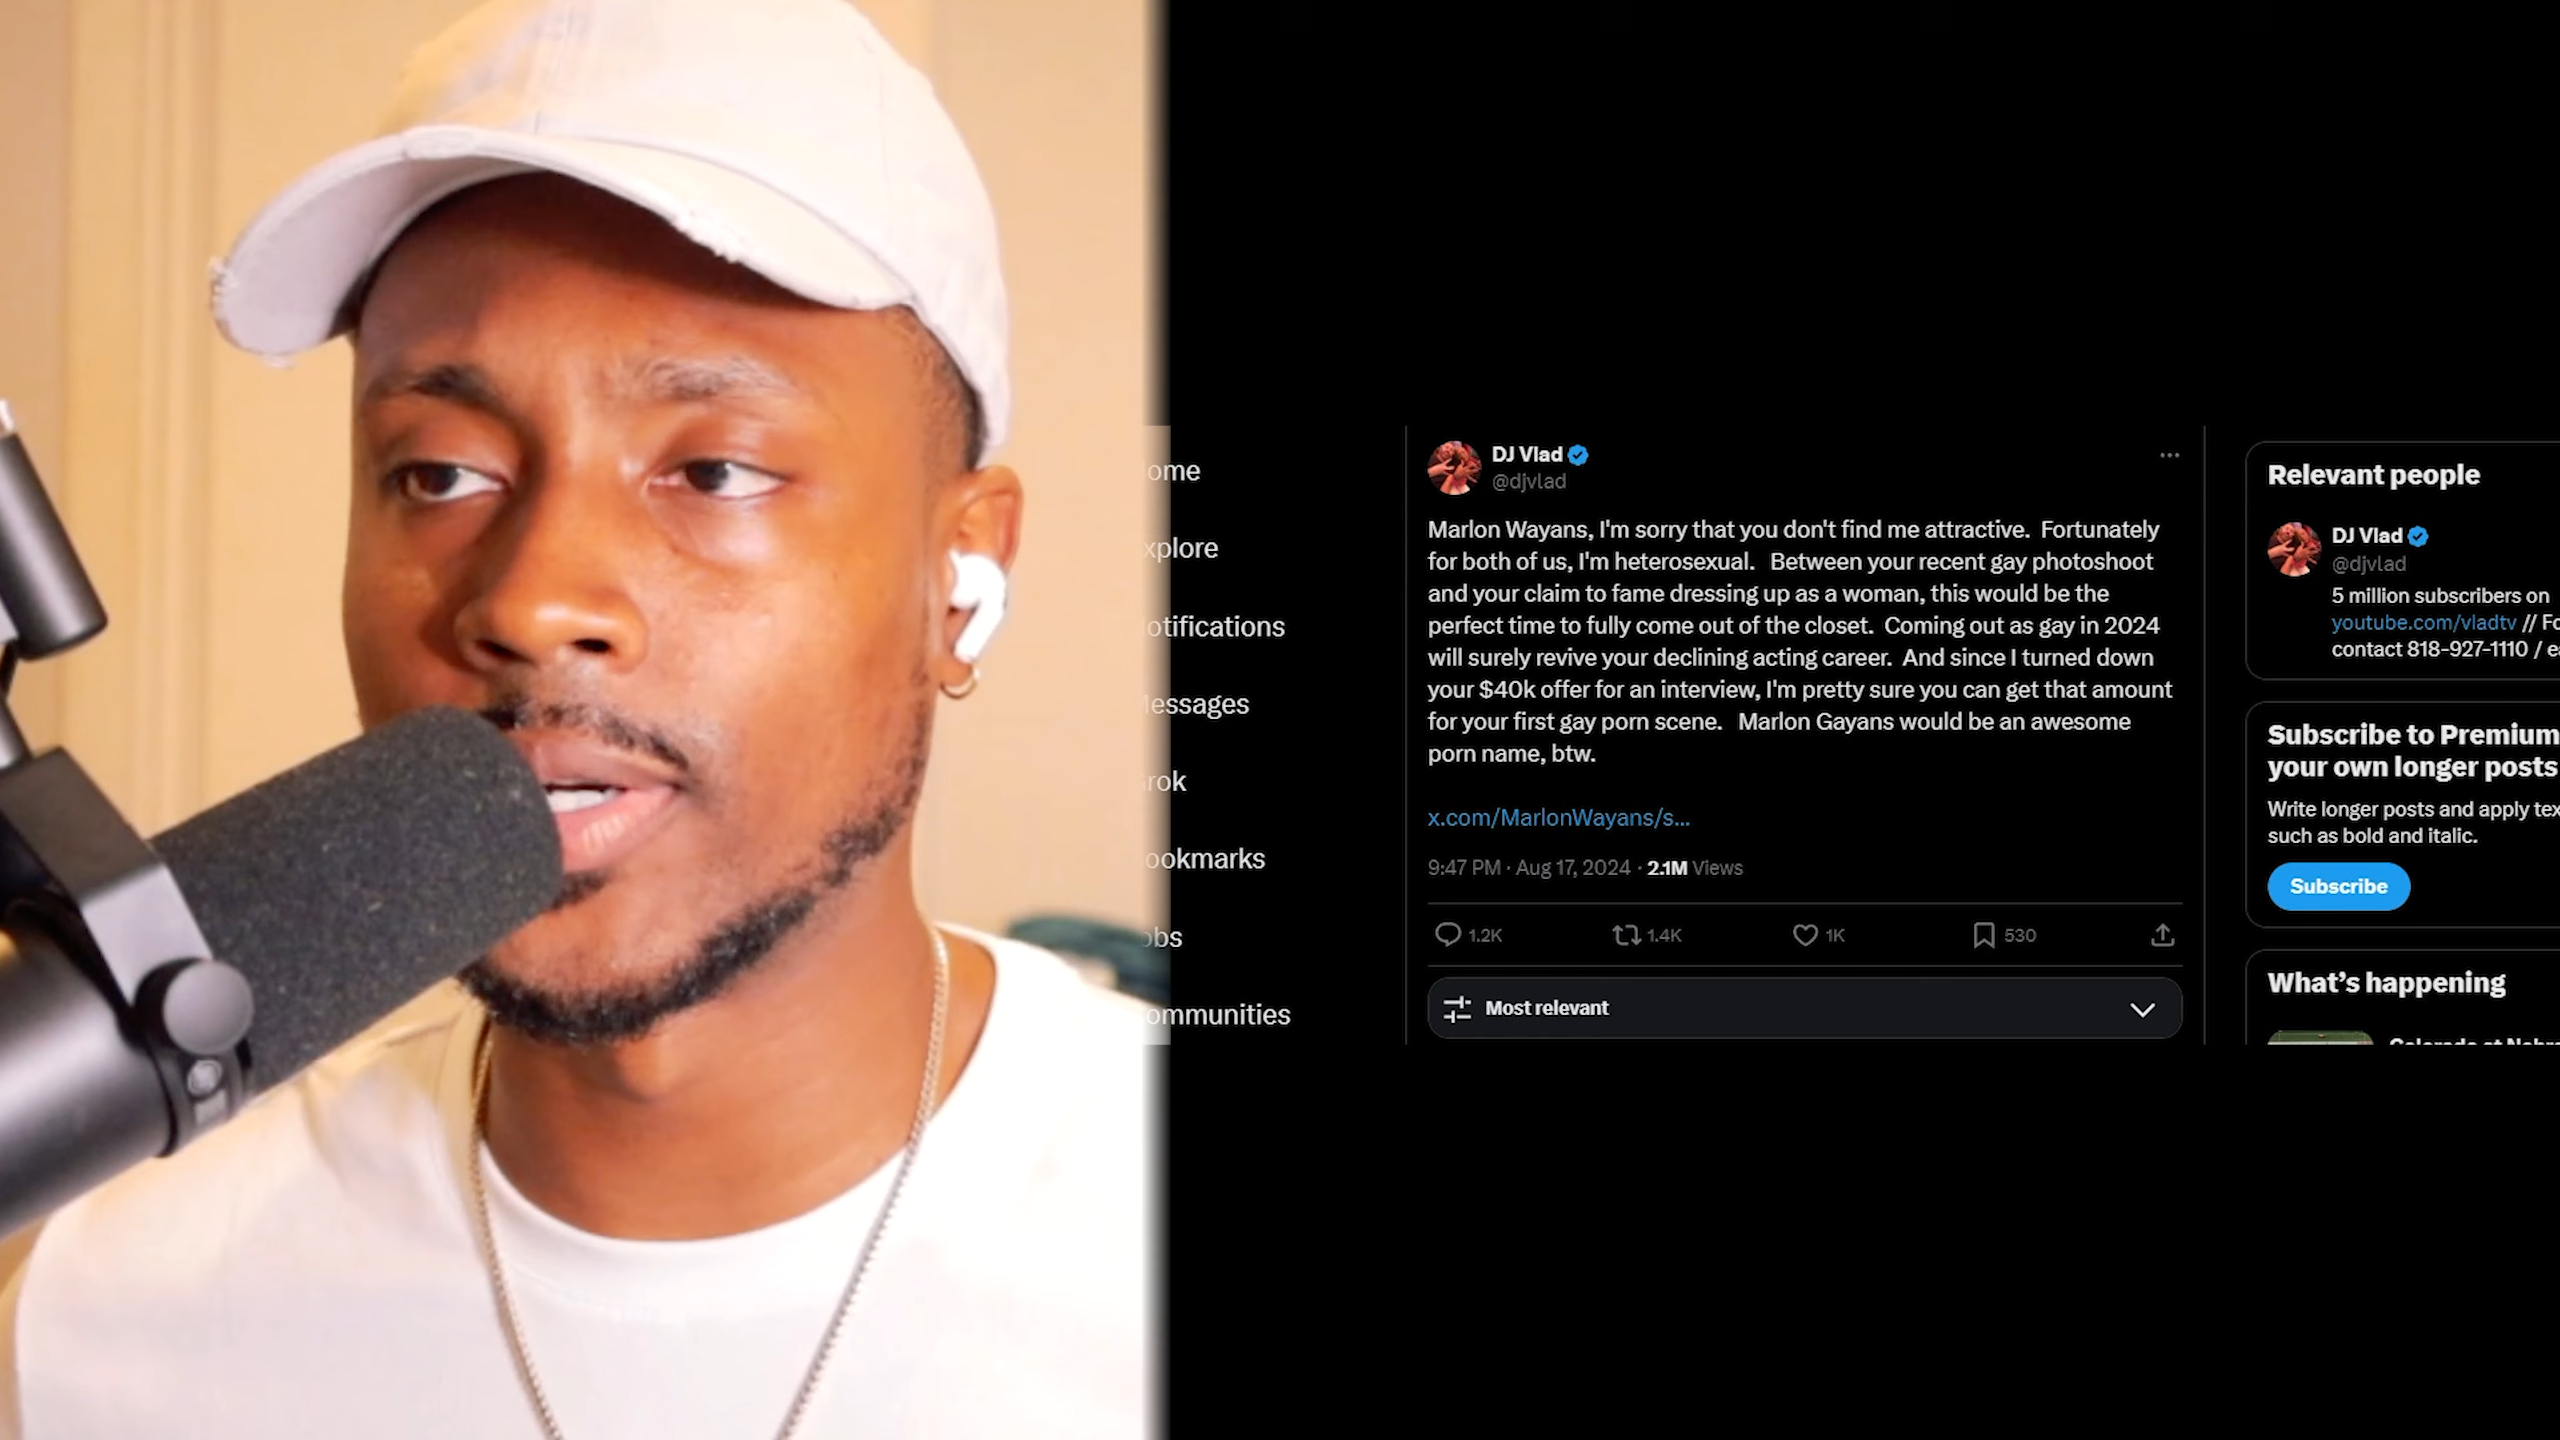 ome
xplore
otifications
essages
rok
ookmarks
obs
ommunities
DJ Vlad
@djvlad
Marlon Wayans, I'm sorry that you don't find me attractive. Fortunately
for both of us, I'm heterosexual. Between your recent gay photoshoot
and your claim to fame dressing up as a woman, this would be the
perfect time to fully come out of the closet. Coming out as gay in 2024
will surely revive your declining acting career. And since I turned down
your $40k offer for an interview, I'm pretty sure you can get that amount
for your first gay porn scene. Marlon Gayans would be an awesome
porn name, btw.
x.com/MarlonWayans/s...
9:47 PM · Aug 17, 2024 · 2.1M Views
1.2K 1.4K 1K 530
Most relevant
Relevant people
DJ Vlad
@djvlad
5 million subscribers on
youtube.com/vladtv // Fo
contact 818-927-1110 / e
Subscribe to Premium
your own longer posts
Write longer posts and apply tex
such as bold and italic.
Subscribe
What's happening